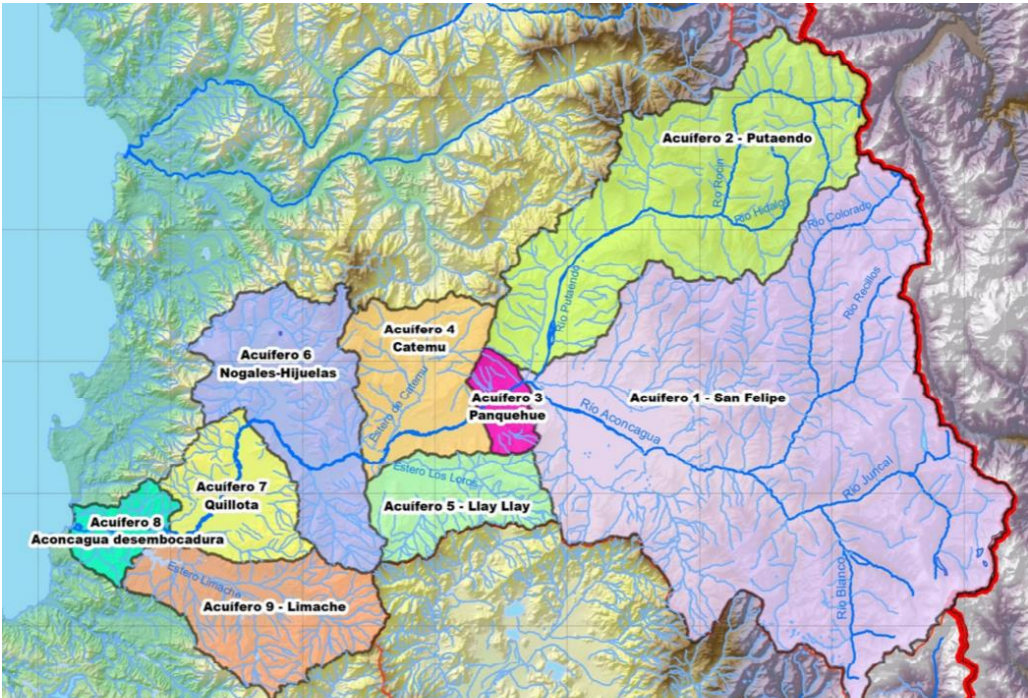 Acuífero 2 - Putaendo
Río Rocín
Río Hidalgo
Río Colorado
Río Putaendo
Río Recillos
Acuífero 4
Catemu
Acuífero 6
Nogales-Hijuelas
Estero de Catemu
Acuífero 3
Panquehue
Acuífero 1 - San Felipe
Río Aconcagua
Estero Los Loros
Río Juncal
Acuífero 7
Quillota
Acuífero 5 - Llay Llay
Acuífero 8
Aconcagua desembocadura
Estero Limache
Río Blanco
Acuífero 9 - Limache